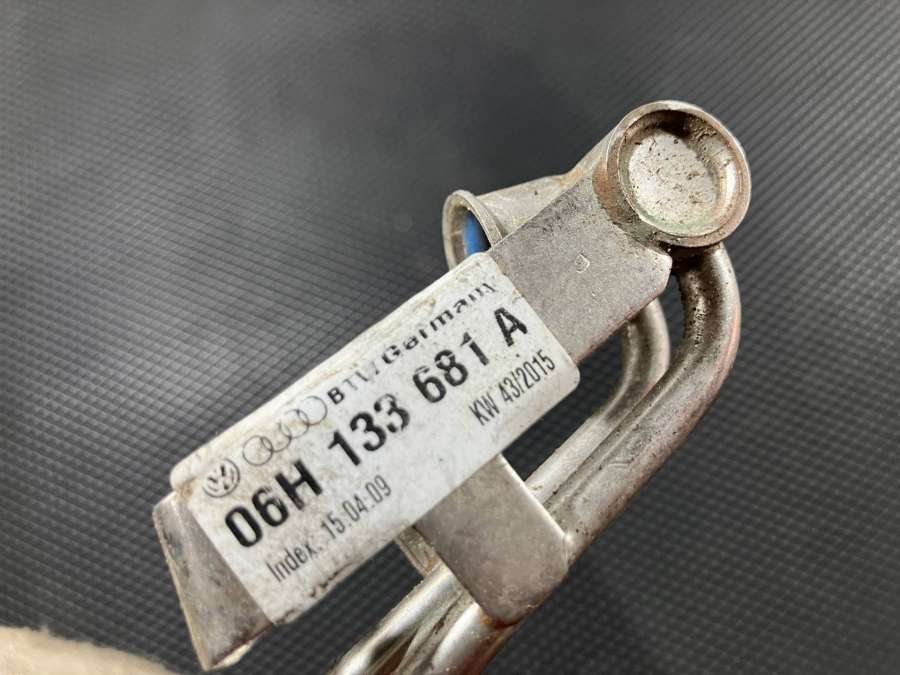 BTV/Germany
06H 133 681 A
Index: 15.04.09
KW 43/2015